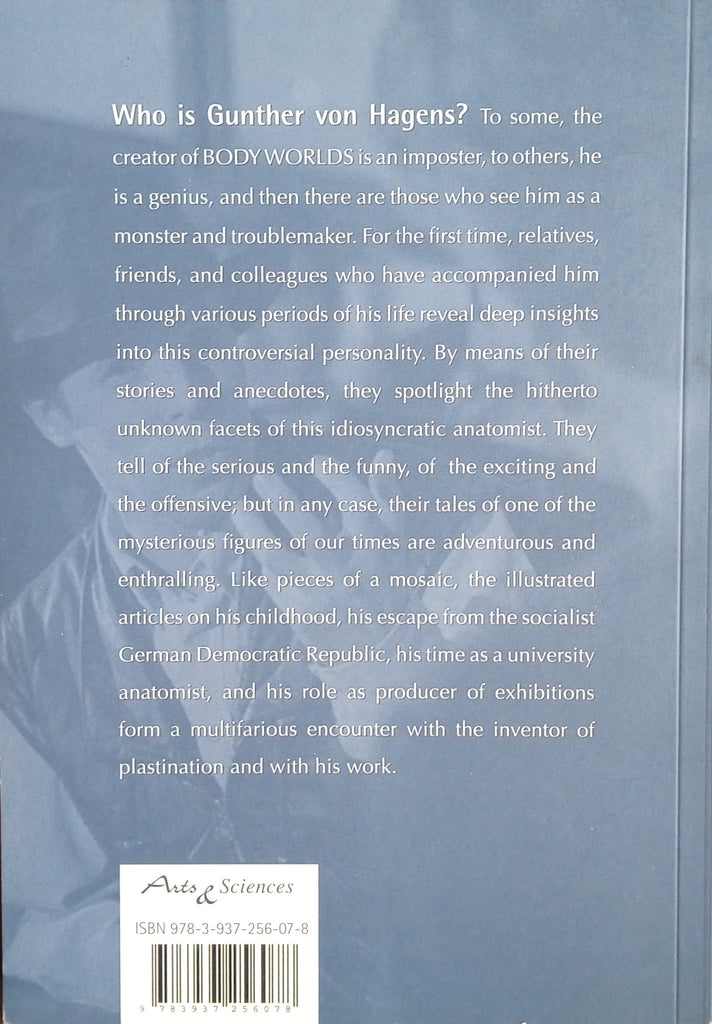 Who is Gunther von Hagens? To some, the
creator of BODY WORLDS is an imposter, to others, he
is a genius, and then there are those who see him as a
monster and troublemaker. For the first time, relatives,
friends, and colleagues who have accompanied him
through various periods of his life reveal deep insights
into this controversial personality. By means of their
stories and anecdotes, they spotlight the hitherto
unknown facets of this idiosyncratic anatomist. They
tell of the serious and the funny, of the exciting and
the offensive; but in any case, their tales of one of the
mysterious figures of our times are adventurous and
enthralling. Like pieces of a mosaic, the illustrated
articles on his childhood, his escape from the socialist
German Democratic Republic, his time as a university
anatomist, and his role as producer of exhibitions
form a multifarious encounter with the inventor of
plastination and with his work.
Arts & Sciences
ISBN 978-3-937-256-07-8
9 783937 256078